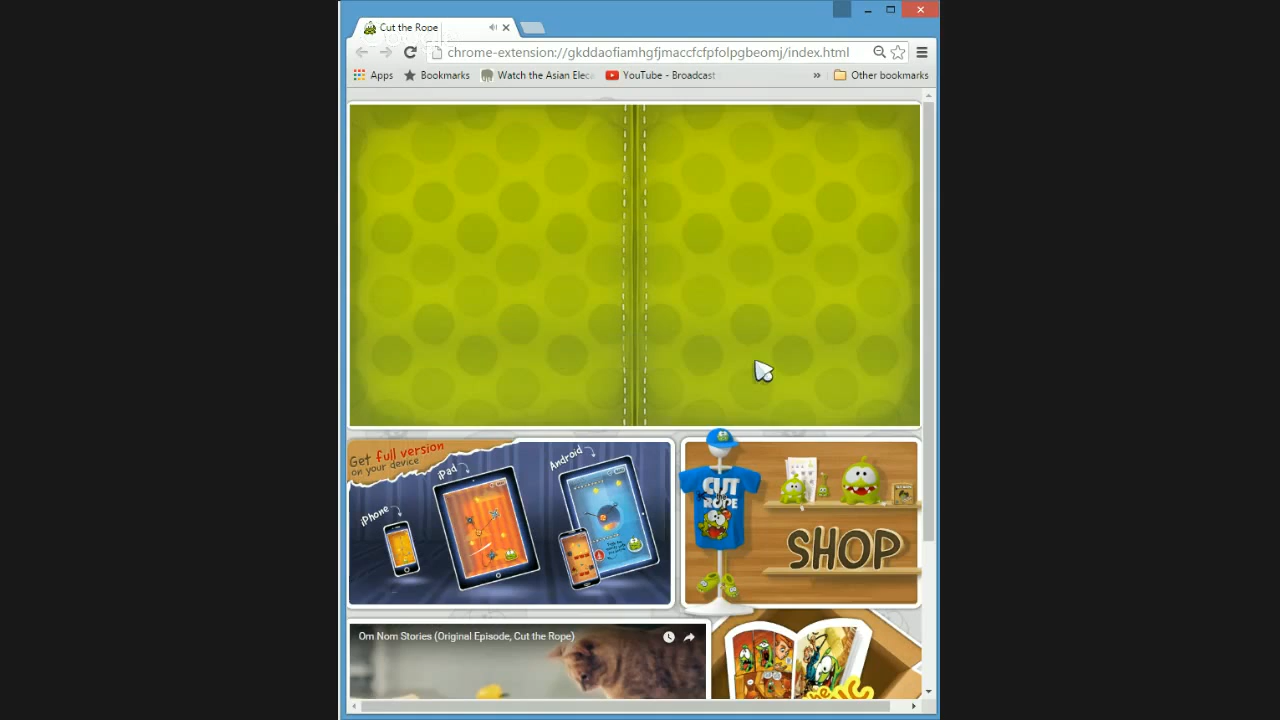 Cut the Rope
chrome-extension://gkddaofiamhgfjmaccfcfpfolpgbeomj/index.html
Apps
Bookmarks
Watch the Asian Elec
YouTube - Broadcast
»
Other bookmarks
Get full version
on your device
iPhone
iPad
Android
CUT
THE
ROPE
SHOP
Om Nom Stories (Original Episode, Cut the Rope)